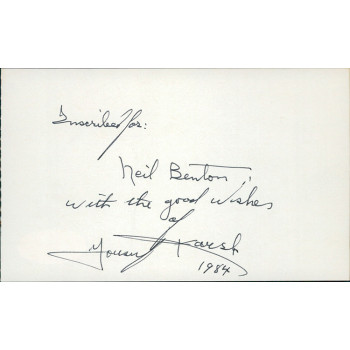 Inscribed for:
Neil Benton;
with the good wishes
of
Yousuf Karsh
1984